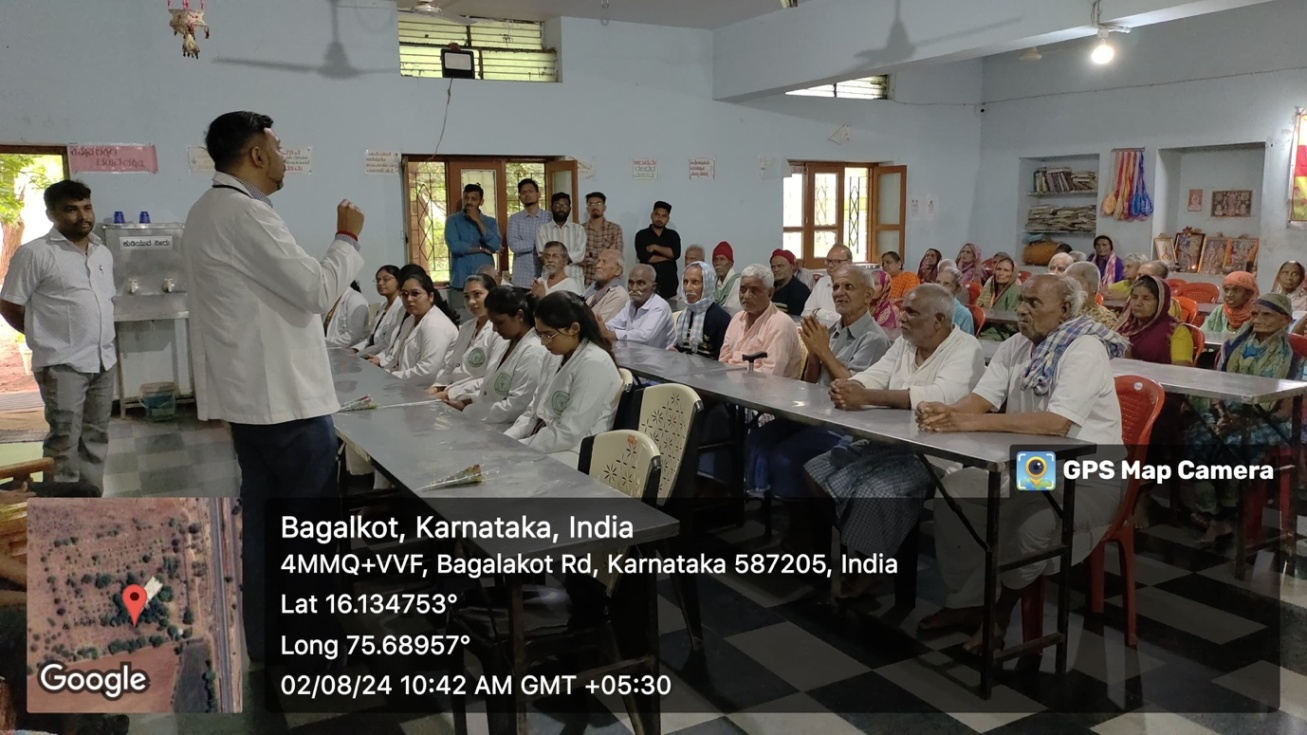 ಕುಡಿಯುವ ನೀರು
GPS Map Camera
Bagalkot, Karnataka, India
4MMQ+VVF, Bagalakot Rd, Karnataka 587205, India
Lat 16.134753°
Long 75.68957°
02/08/24 10:42 AM GMT +05:30
Google